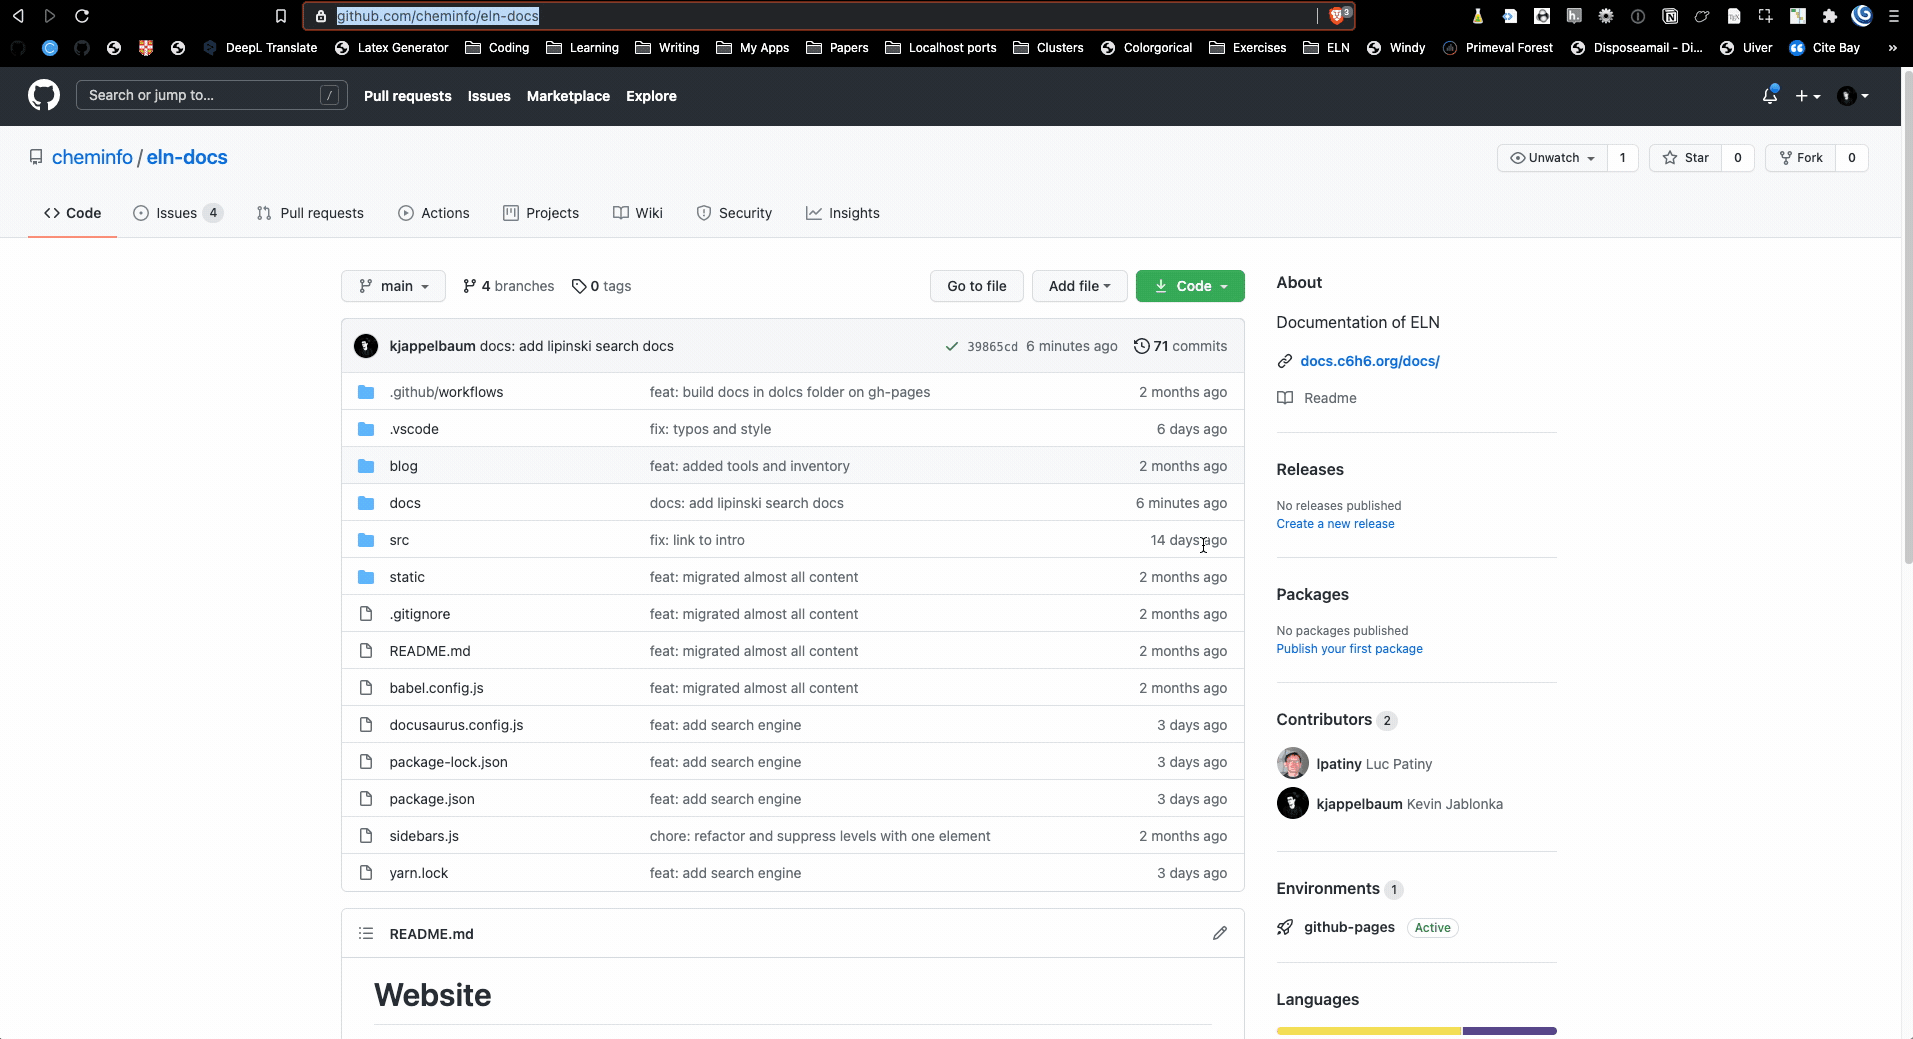 github.com/cheminfo/eln-docs 3
DeepL Translate Latex Generator Coding Learning Writing My Apps Papers Localhost ports Clusters Colorgorical Exercises ELN Windy Primeval Forest Disposeamail - Di... Uiver Cite Bay »
Search or jump to... / Pull requests Issues Marketplace Explore
cheminfo / eln-docs Unwatch 1 Star 0 Fork 0
Code Issues 4 Pull requests Actions Projects Wiki Security Insights
main 4 branches 0 tags Go to file Add file Code
kjappelbaum docs: add lipinski search docs 39865cd 6 minutes ago 71 commits
.github/workflows feat: build docs in dolcs folder on gh-pages 2 months ago
.vscode fix: typos and style 6 days ago
blog feat: added tools and inventory 2 months ago
docs docs: add lipinski search docs 6 minutes ago
src fix: link to intro 14 days ago
static feat: migrated almost all content 2 months ago
.gitignore feat: migrated almost all content 2 months ago
README.md feat: migrated almost all content 2 months ago
babel.config.js feat: migrated almost all content 2 months ago
docusaurus.config.js feat: add search engine 3 days ago
package-lock.json feat: add search engine 3 days ago
package.json feat: add search engine 3 days ago
sidebars.js chore: refactor and suppress levels with one element 2 months ago
yarn.lock feat: add search engine 3 days ago
README.md
Website
About
Documentation of ELN
docs.c6h6.org/docs/
Readme
Releases
No releases published
Create a new release
Packages
No packages published
Publish your first package
Contributors 2
lpatiny Luc Patiny
kjappelbaum Kevin Jablonka
Environments 1
github-pages Active
Languages